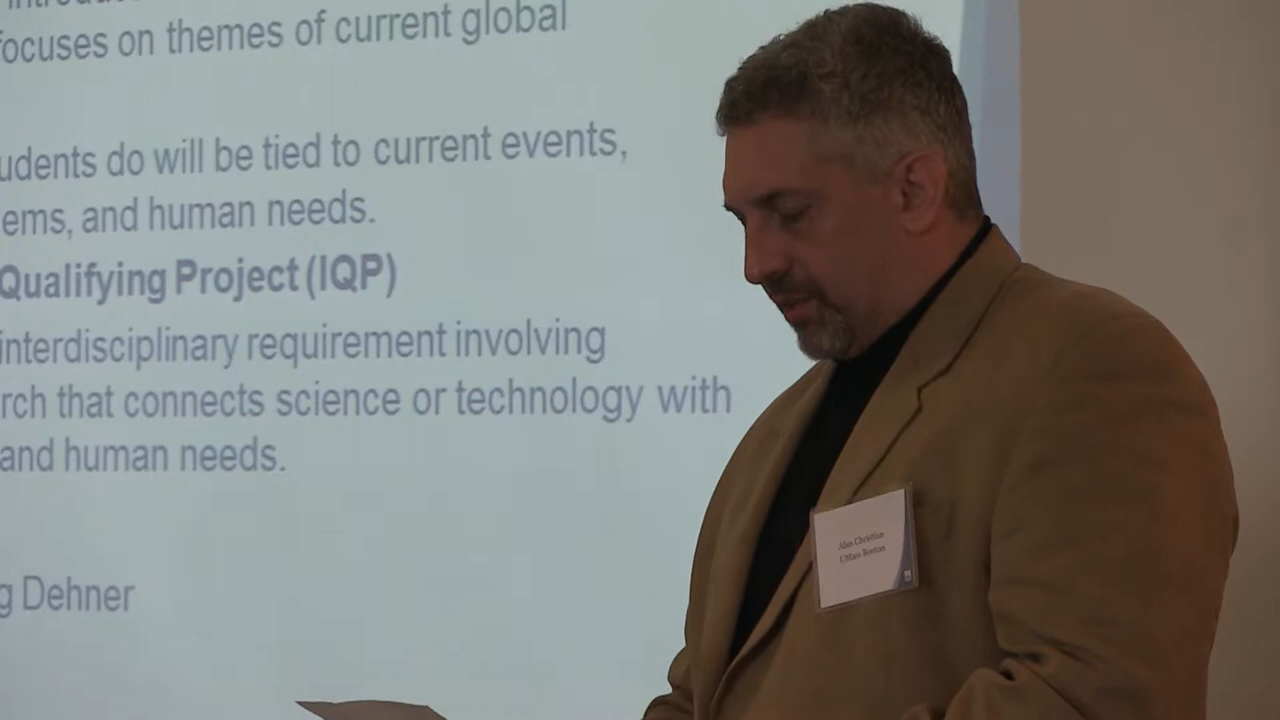 focuses on themes of current global
udents do will be tied to current events,
ems, and human needs.
Qualifying Project (IQP)
interdisciplinary requirement involving
rch that connects science or technology with
and human needs.
g Dehner
Alan Christian
UMass Boston